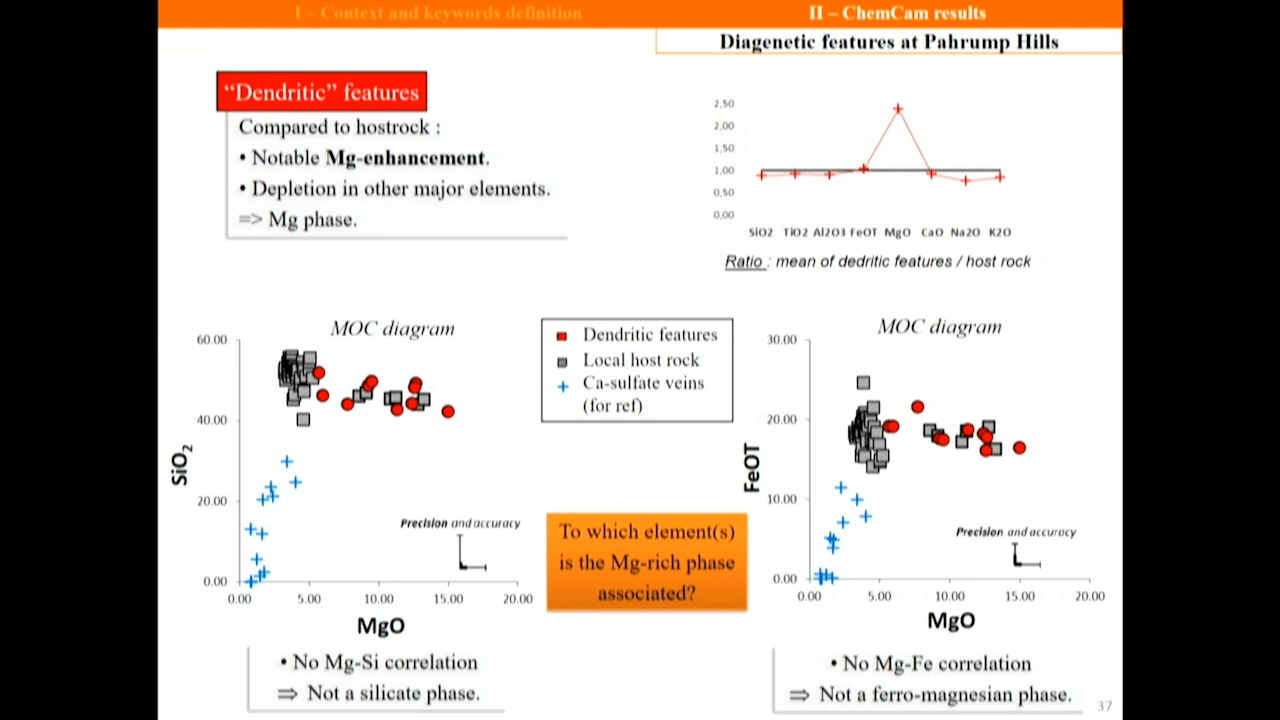 I – Context and keywords definition
II – ChemCam results
Diagenetic features at Pahrump Hills
“Dendritic” features
Compared to hostrock :
• Notable Mg-enhancement.
• Depletion in other major elements.
=> Mg phase.
2,50
2,00
1,50
1,00
0,50
0,00
SiO2 TiO2 Al2O3 FeOT MgO CaO Na2O K2O
Ratio : mean of dedritic features / host rock
MOC diagram
60.00
40.00
20.00
0.00
SiO2
0.00 5.00 10.00 15.00 20.00
MgO
Precision and accuracy
Dendritic features
Local host rock
Ca-sulfate veins
(for ref)
To which element(s)
is the Mg-rich phase
associated?
MOC diagram
30.00
20.00
10.00
0.00
FeOT
0.00 5.00 10.00 15.00 20.00
MgO
Precision and accuracy
• No Mg-Si correlation
⇒ Not a silicate phase.
• No Mg-Fe correlation
⇒ Not a ferro-magnesian phase.
37